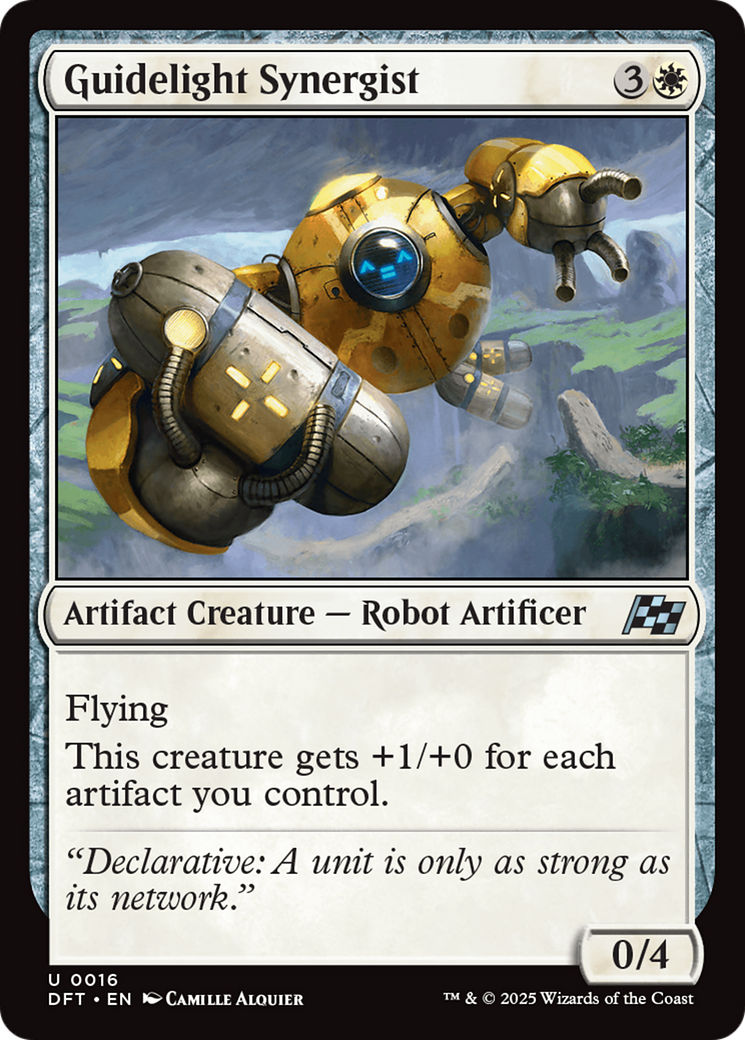 Guidelight Synergist 3
Artifact Creature — Robot Artificer
Flying
This creature gets +1/+0 for each
artifact you control.
“Declarative: A unit is only as strong as
its network.”
0/4
U 0016
DFT • EN Camille Alquier
™ & © 2025 Wizards of the Coast